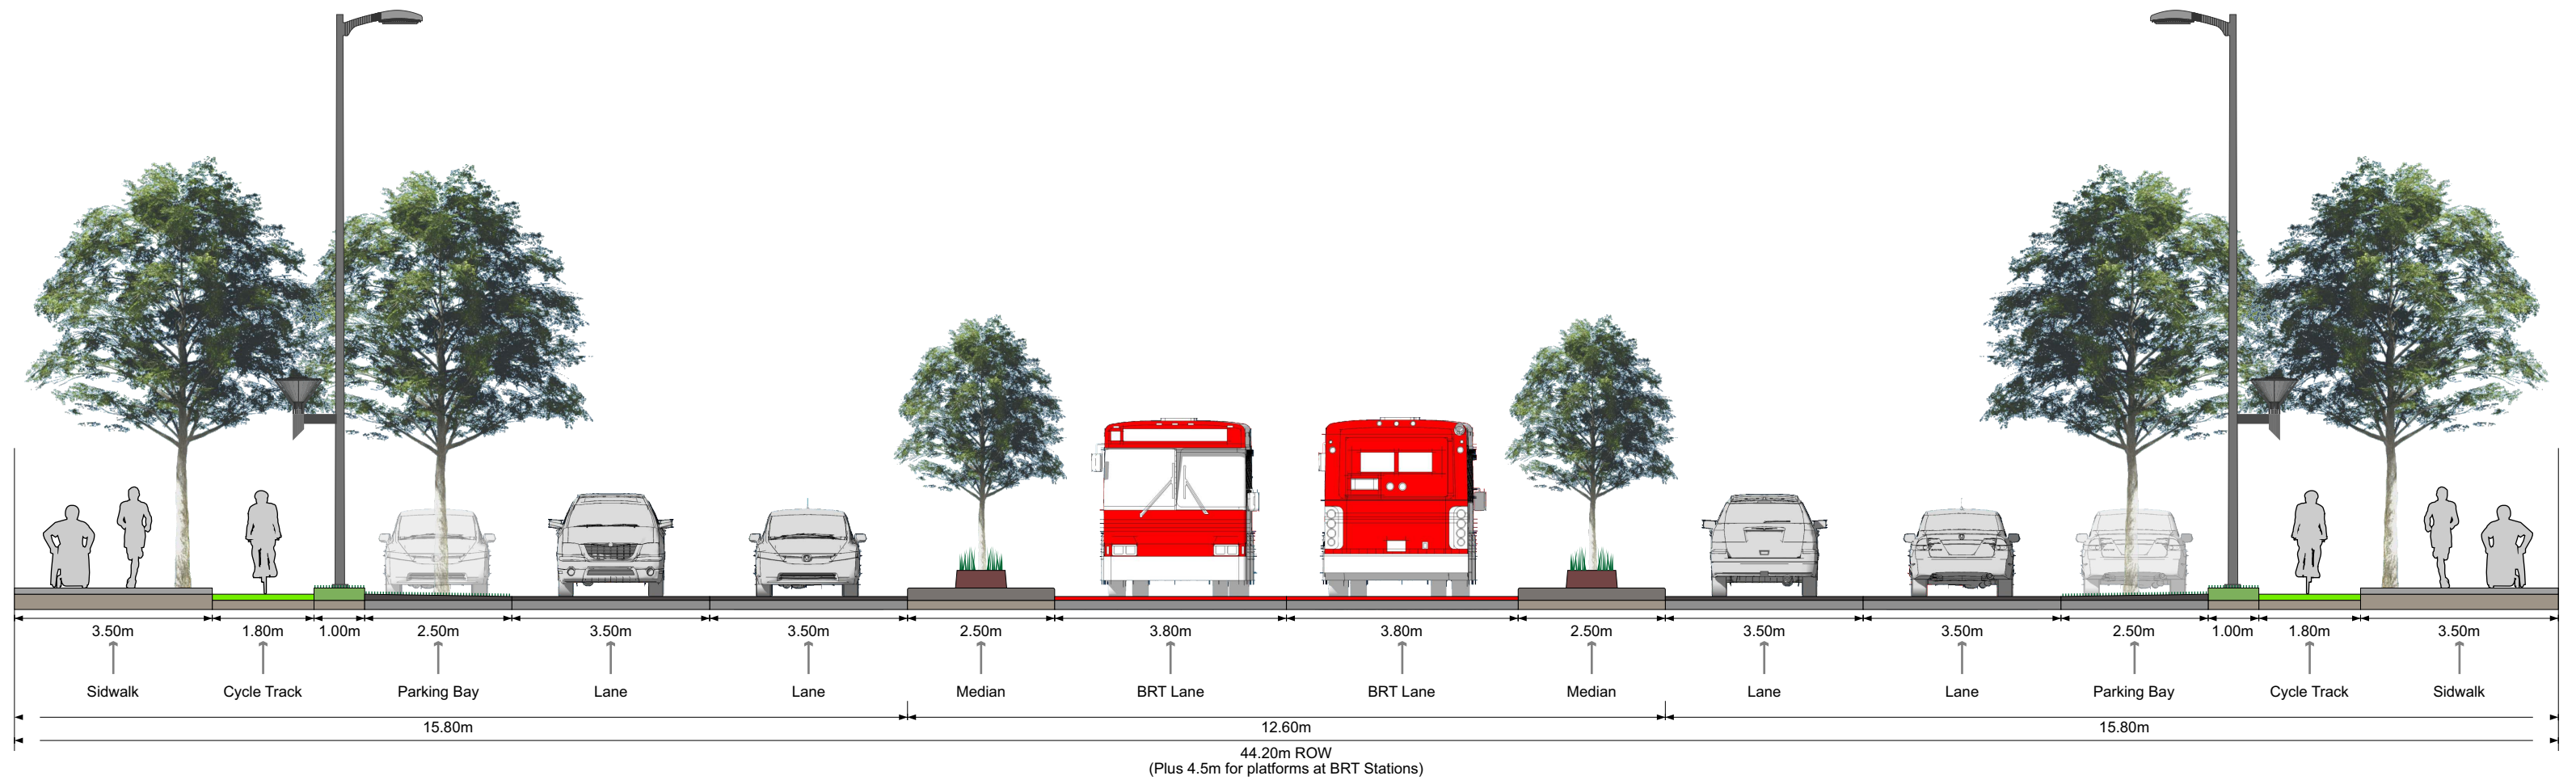 3.50m 1.80m 1.00m 2.50m 3.50m 3.50m 2.50m 3.80m 3.80m 2.50m 3.50m 3.50m 2.50m 1.00m 1.80m 3.50m
Sidwalk Cycle Track Parking Bay Lane Lane Median BRT Lane BRT Lane Median Lane Lane Parking Bay Cycle Track Sidwalk
15.80m 12.60m 15.80m
44.20m ROW
(Plus 4.5m for platforms at BRT Stations)